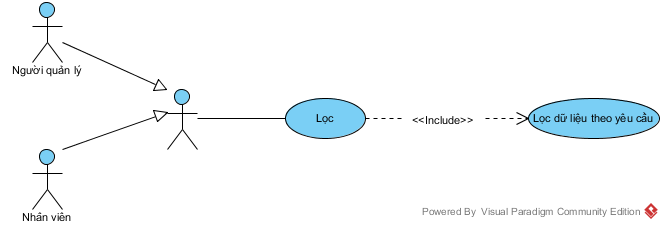 Người quản lý
Lọc
<<Include>>
Lọc dữ liệu theo yêu cầu
Nhân viên
Powered By Visual Paradigm Community Edition